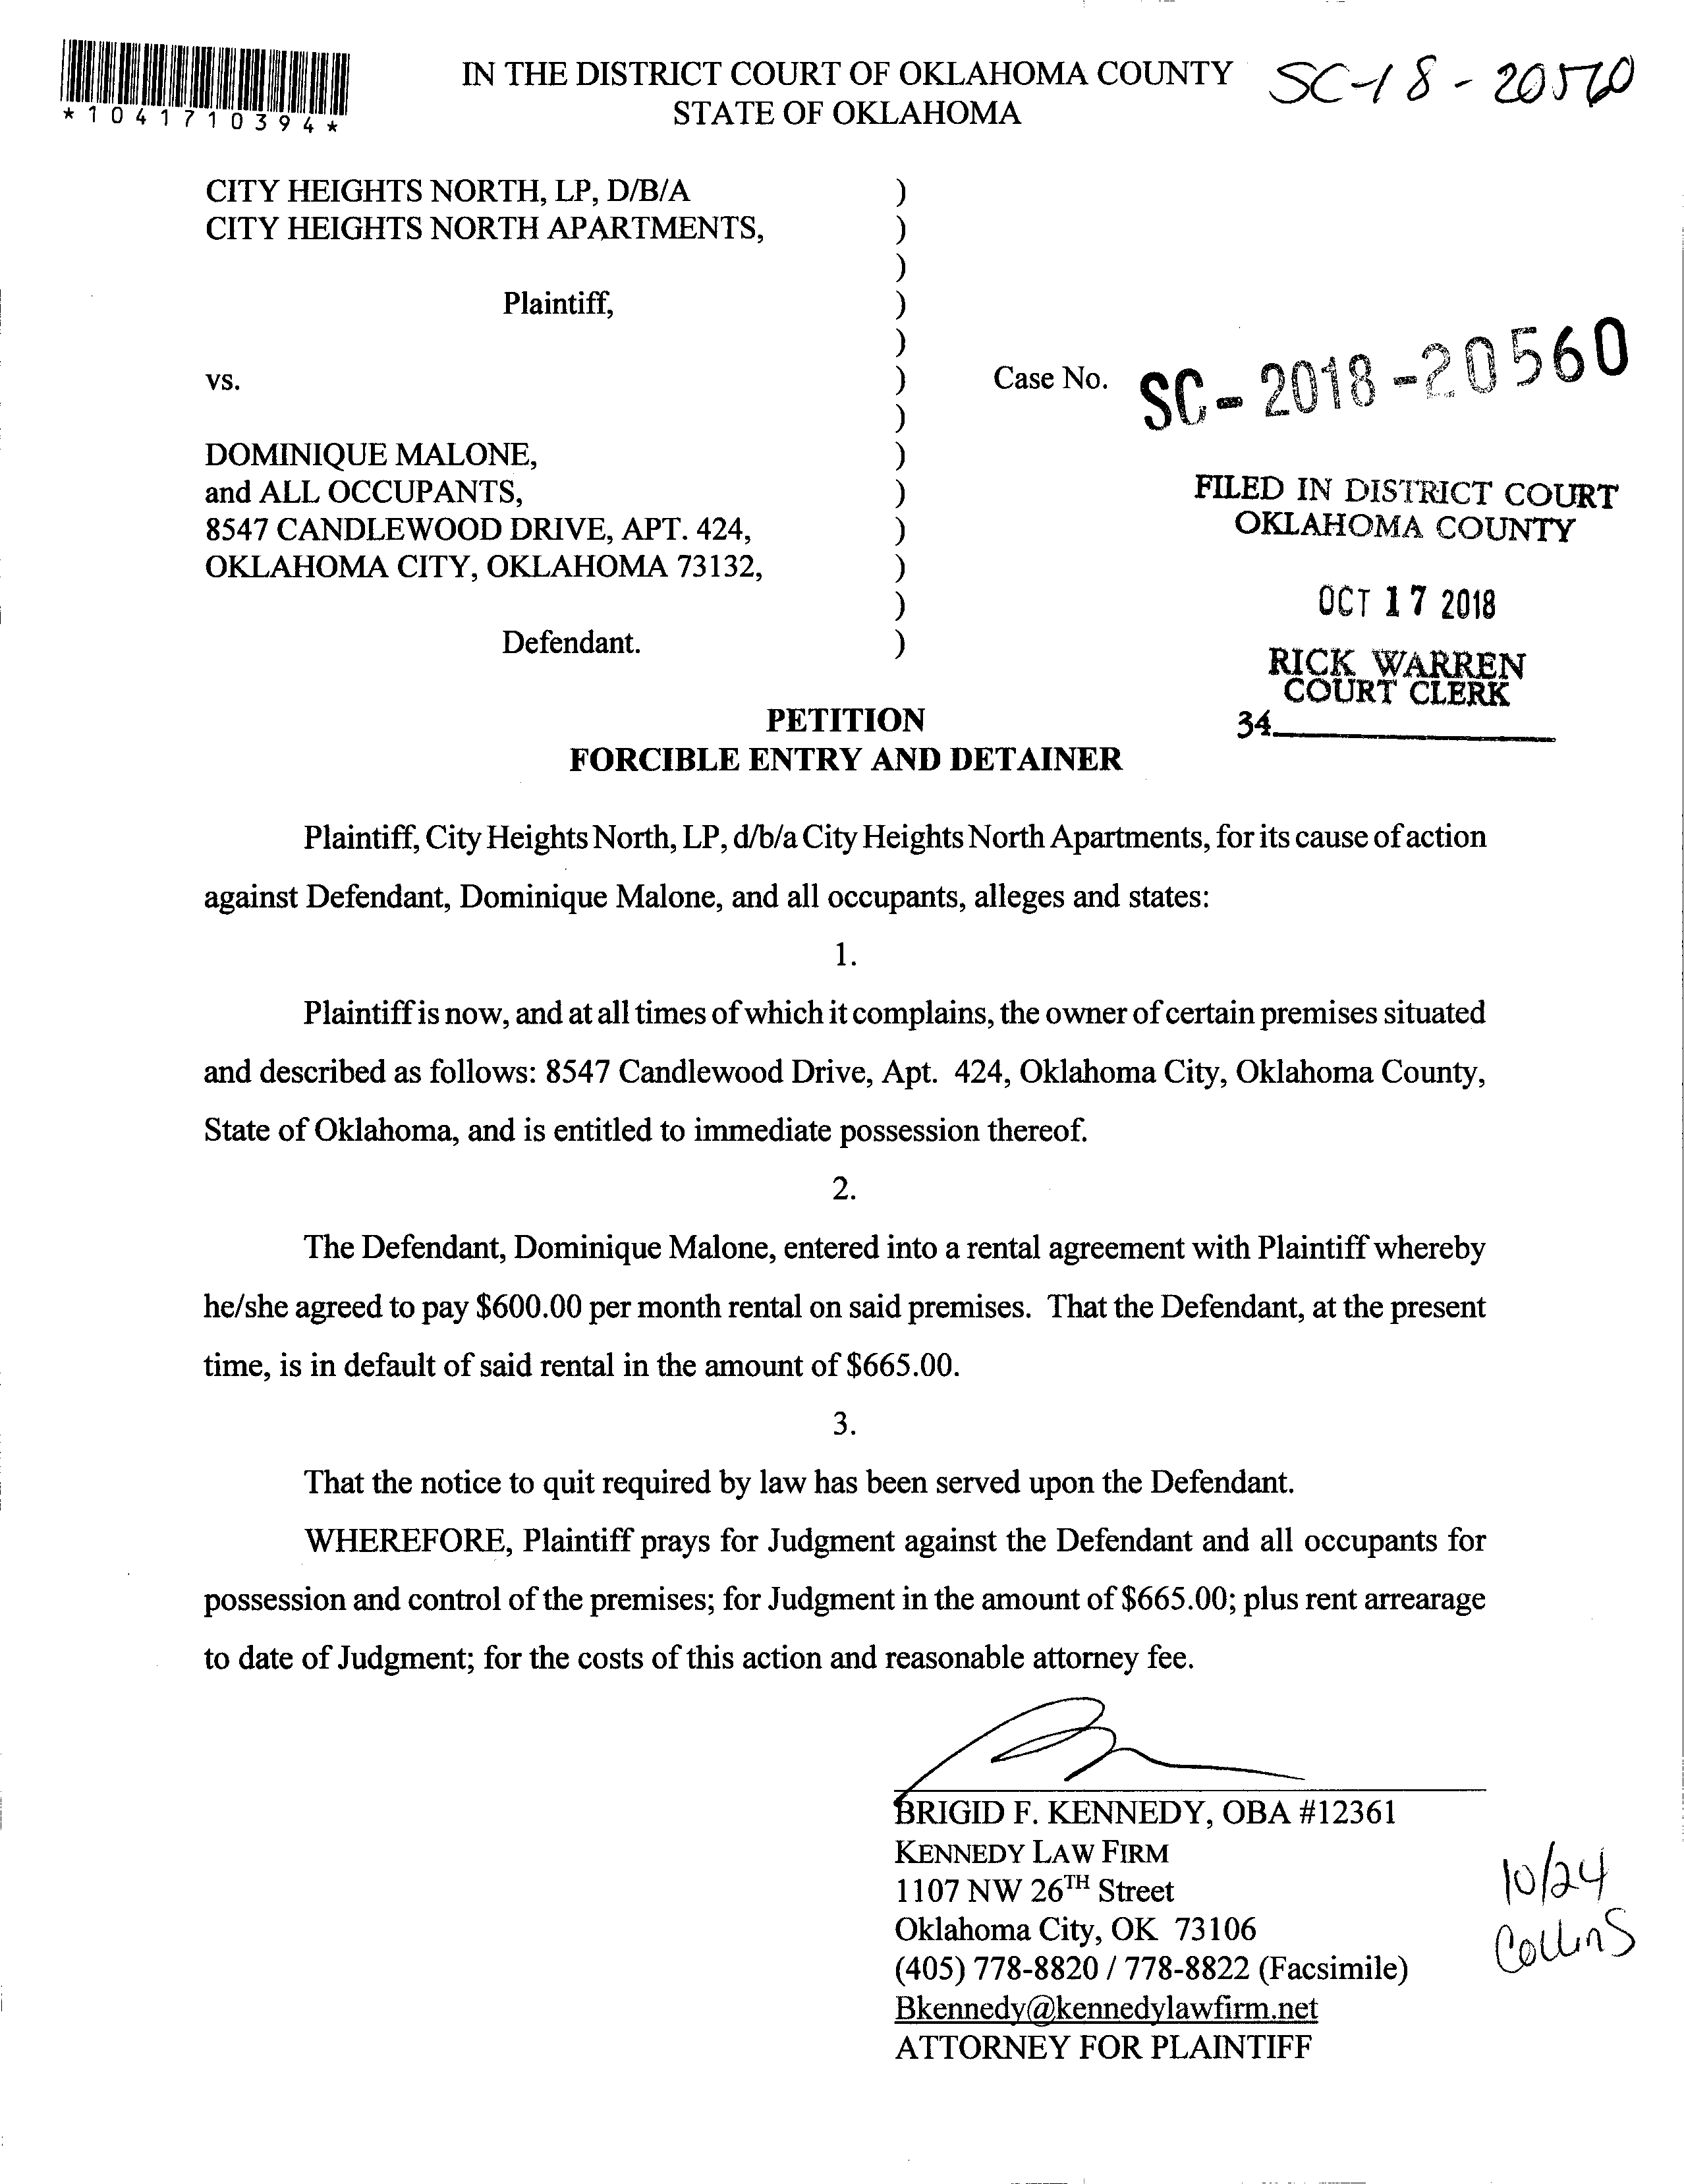 IN THE DISTRICT COURT OF OKLAHOMA COUNTY
STATE OF OKLAHOMA
SC-18-20560
*1041710394*
CITY HEIGHTS NORTH, LP, D/B/A )
CITY HEIGHTS NORTH APARTMENTS, )
)
Plaintiff, )
)
vs. ) Case No. SC-2018-20560
)
DOMINIQUE MALONE, )
and ALL OCCUPANTS, )
8547 CANDLEWOOD DRIVE, APT. 424, )
OKLAHOMA CITY, OKLAHOMA 73132, )
)
Defendant. )
FILED IN DISTRICT COURT
OKLAHOMA COUNTY
OCT 17 2018
RICK WARREN
COURT CLERK
34
PETITION
FORCIBLE ENTRY AND DETAINER
Plaintiff, City Heights North, LP, d/b/a City Heights North Apartments, for its cause of action
against Defendant, Dominique Malone, and all occupants, alleges and states:
1.
Plaintiff is now, and at all times of which it complains, the owner of certain premises situated
and described as follows: 8547 Candlewood Drive, Apt. 424, Oklahoma City, Oklahoma County,
State of Oklahoma, and is entitled to immediate possession thereof.
2.
The Defendant, Dominique Malone, entered into a rental agreement with Plaintiff whereby
he/she agreed to pay $600.00 per month rental on said premises. That the Defendant, at the present
time, is in default of said rental in the amount of $665.00.
3.
That the notice to quit required by law has been served upon the Defendant.
WHEREFORE, Plaintiff prays for Judgment against the Defendant and all occupants for
possession and control of the premises; for Judgment in the amount of $665.00; plus rent arrearage
to date of Judgment; for the costs of this action and reasonable attorney fee.
BRIGID F. KENNEDY, OBA #12361
KENNEDY LAW FIRM
1107 NW 26TH Street
Oklahoma City, OK 73106
(405) 778-8820 / 778-8822 (Facsimile)
Bkennedy@kennedylawfirm.net
ATTORNEY FOR PLAINTIFF
10/24
Collins